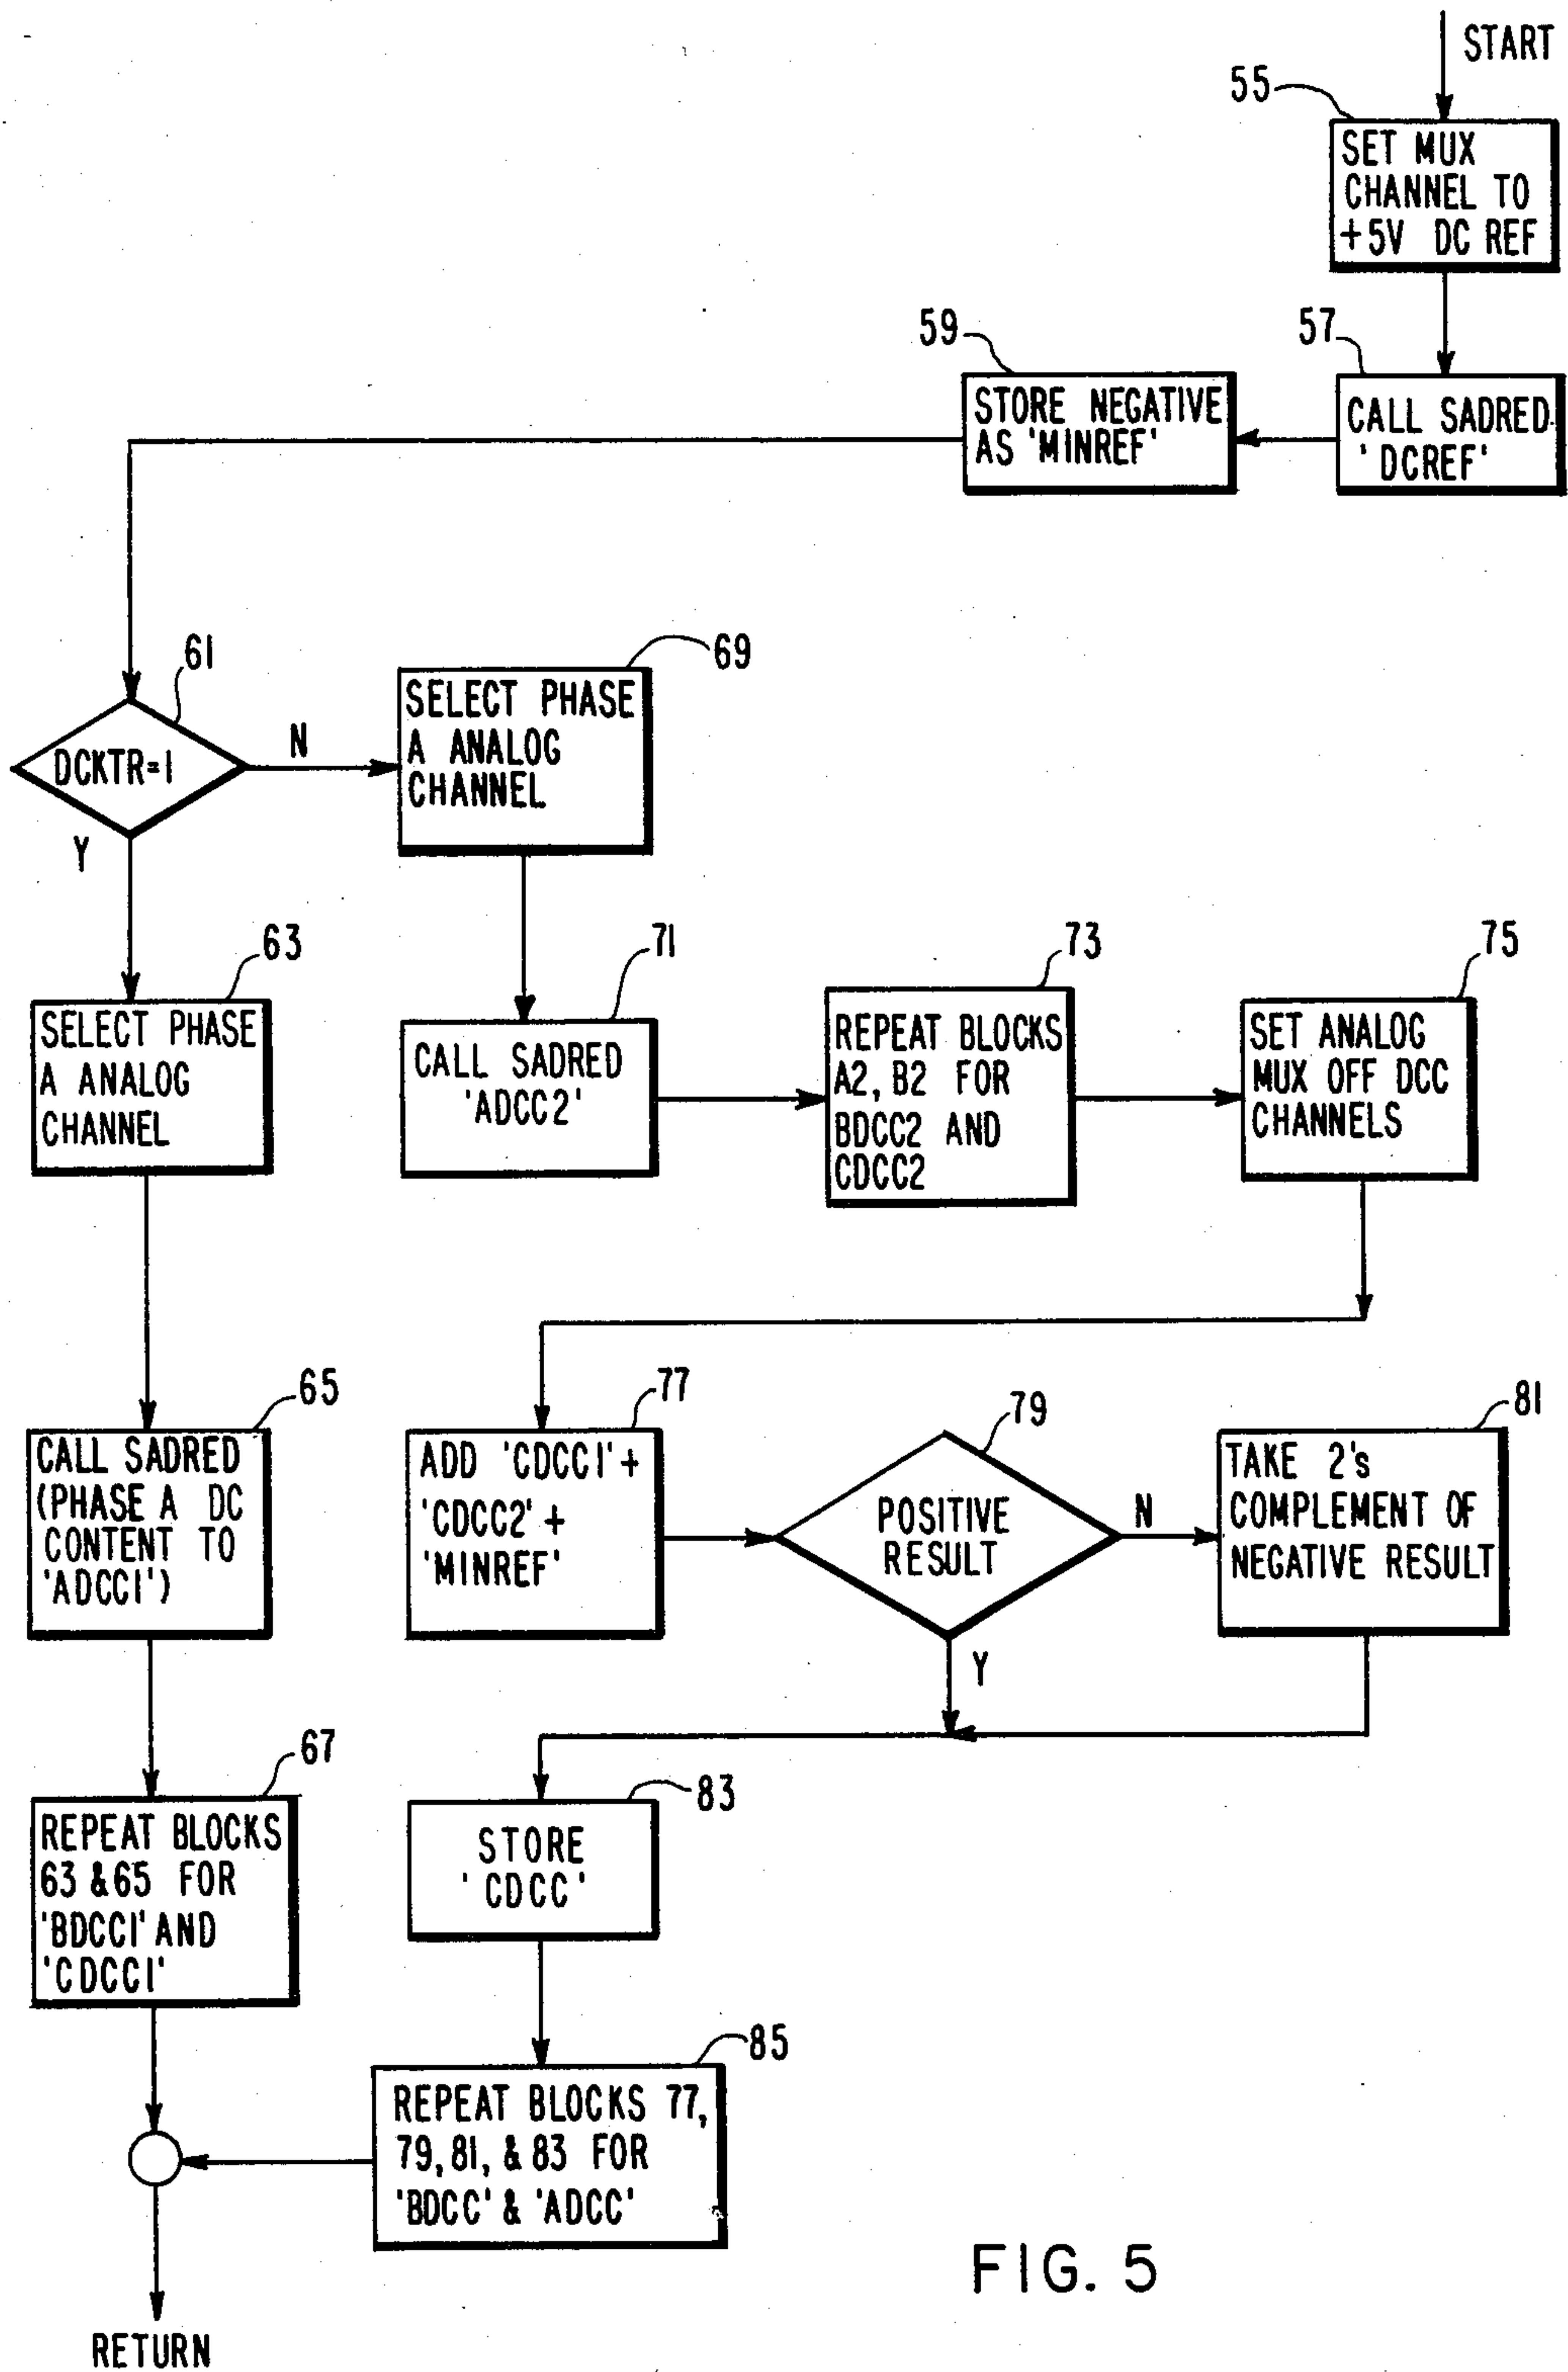 START
55
SET MUX
CHANNEL TO
+5V DC REF
57
CALL SADRED
'DCREF'
59
STORE NEGATIVE
AS 'MINREF'
61
DCKTR=1
N
Y
69
SELECT PHASE
A ANALOG
CHANNEL
63
SELECT PHASE
A ANALOG
CHANNEL
71
CALL SADRED
'ADCC2'
73
REPEAT BLOCKS
A2, B2 FOR
BDCC2 AND
CDCC2
75
SET ANALOG
MUX OFF DCC
CHANNELS
65
CALL SADRED
(PHASE A DC
CONTENT TO
'ADCC1')
77
ADD 'CDCC1'+
'CDCC2'+
'MINREF'
79
POSITIVE
RESULT
N
Y
81
TAKE 2's
COMPLEMENT OF
NEGATIVE RESULT
67
REPEAT BLOCKS
63 & 65 FOR
'BDCC1' AND
'CDCC1'
83
STORE
'CDCC'
85
REPEAT BLOCKS 77,
79, 81, & 83 FOR
'BDCC' & 'ADCC'
RETURN
FIG. 5